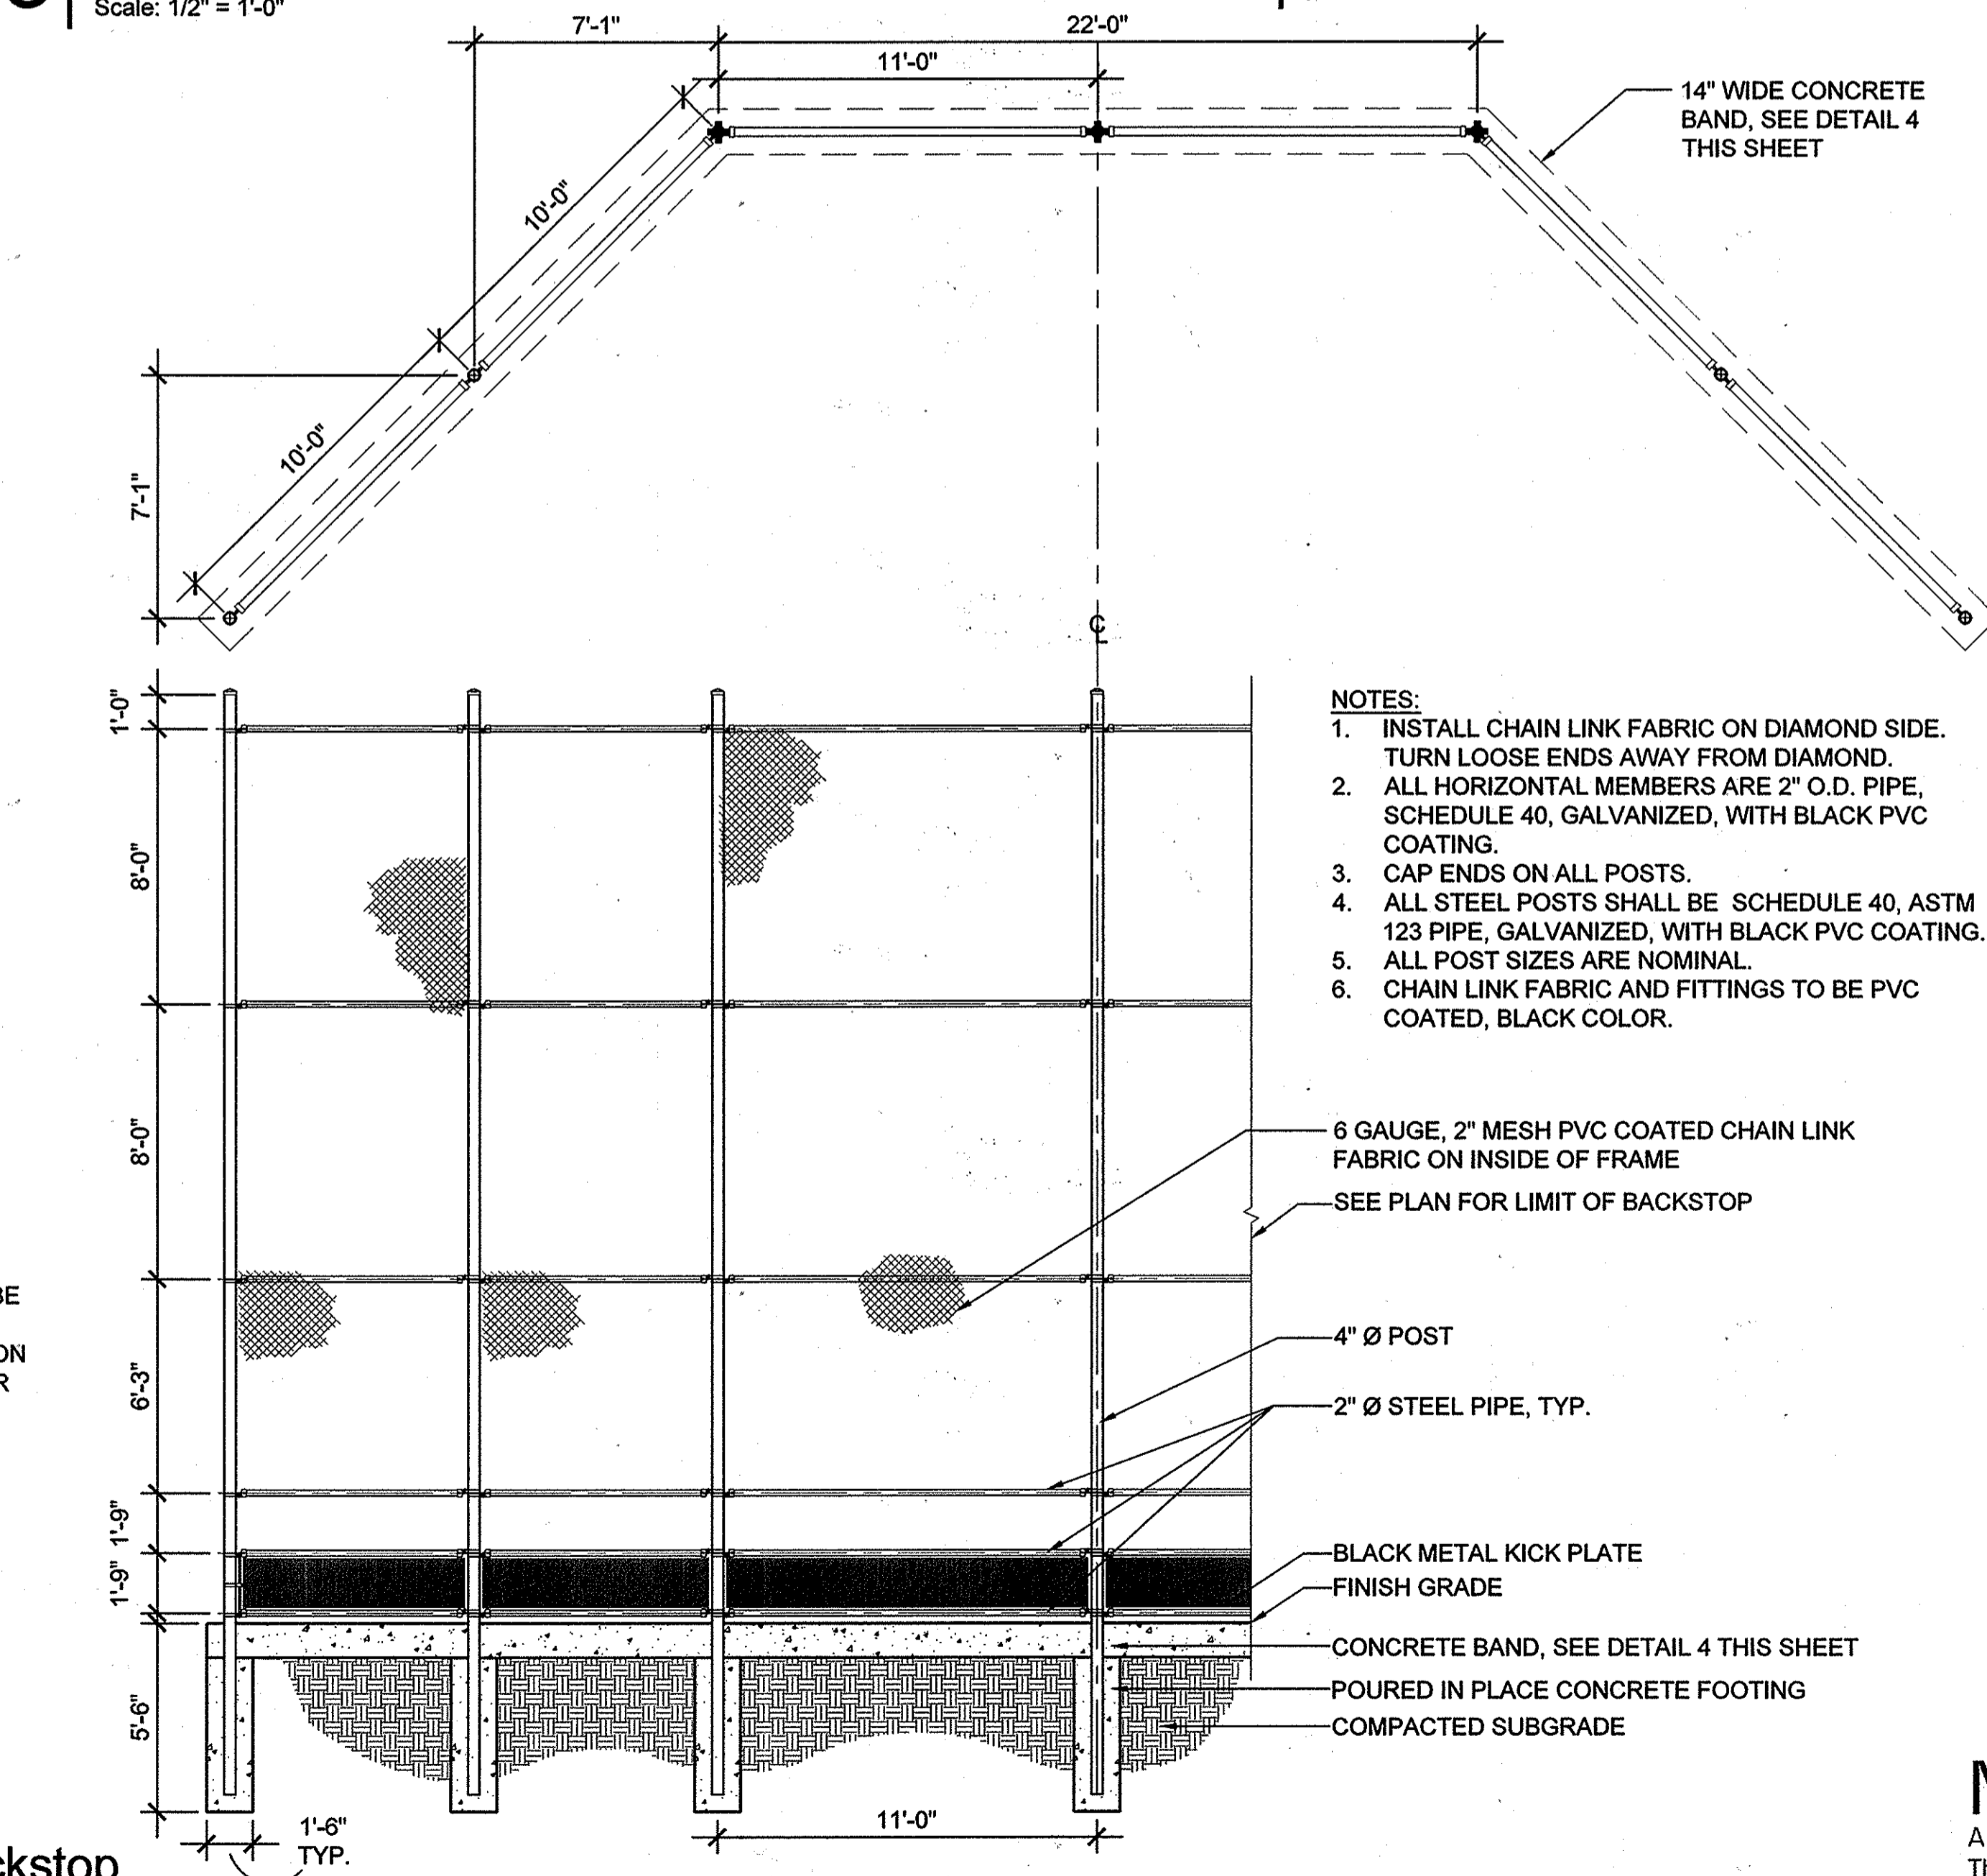 Scale: 1/2" = 1'-0"
7'-1"
22'-0"
11'-0"
14" WIDE CONCRETE
BAND, SEE DETAIL 4
THIS SHEET
10'-0"
10'-0"
7'-1"
℄
1'-0"
8'-0"
8'-0"
6'-3"
1'-9"
1'-9"
5'-6"
NOTES:
1. INSTALL CHAIN LINK FABRIC ON DIAMOND SIDE.
TURN LOOSE ENDS AWAY FROM DIAMOND.
2. ALL HORIZONTAL MEMBERS ARE 2" O.D. PIPE,
SCHEDULE 40, GALVANIZED, WITH BLACK PVC
COATING.
3. CAP ENDS ON ALL POSTS.
4. ALL STEEL POSTS SHALL BE SCHEDULE 40, ASTM
123 PIPE, GALVANIZED, WITH BLACK PVC COATING.
5. ALL POST SIZES ARE NOMINAL.
6. CHAIN LINK FABRIC AND FITTINGS TO BE PVC
COATED, BLACK COLOR.
6 GAUGE, 2" MESH PVC COATED CHAIN LINK
FABRIC ON INSIDE OF FRAME
SEE PLAN FOR LIMIT OF BACKSTOP
4" Ø POST
2" Ø STEEL PIPE, TYP.
BLACK METAL KICK PLATE
FINISH GRADE
CONCRETE BAND, SEE DETAIL 4 THIS SHEET
POURED IN PLACE CONCRETE FOOTING
COMPACTED SUBGRADE
11'-0"
1'-6"
TYP.